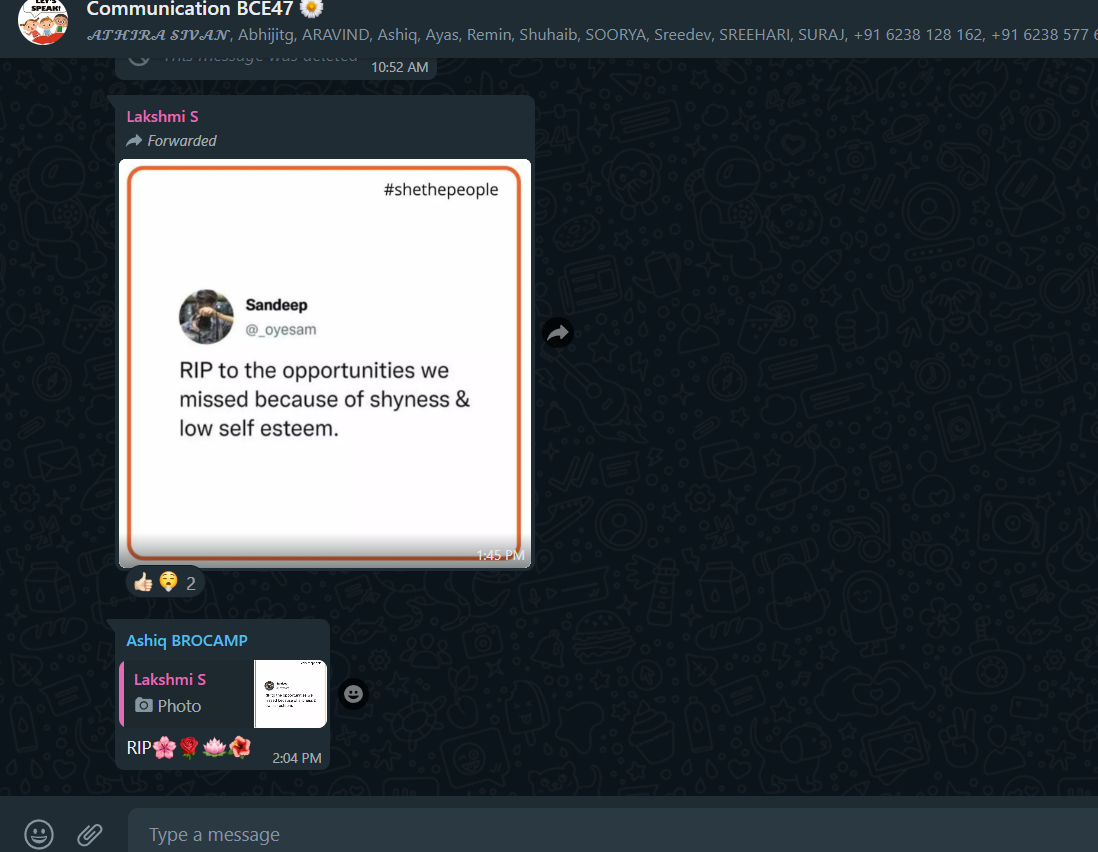 LET'S
SPEAK!
Communication BCE47 🌼
𝓐𝓣𝓗𝓘𝓡𝓐 𝓢𝓘𝓥𝓐𝓝, Abhijitg, ARAVIND, Ashiq, Ayas, Remin, Shuhaib, SOORYA, Sreedev, SREEHARI, SURAJ, +91 6238 128 162, +91 6238 577 6
This message was deleted
10:52 AM
Lakshmi S
Forwarded
#shethepeople
Sandeep
@_oyesam
RIP to the opportunities we
missed because of shyness &
low self esteem.
1:45 PM
👍🏻 😯 2
Ashiq BROCAMP
Lakshmi S
Photo
RIP🌸🌹🪷🌺
2:04 PM
Type a message